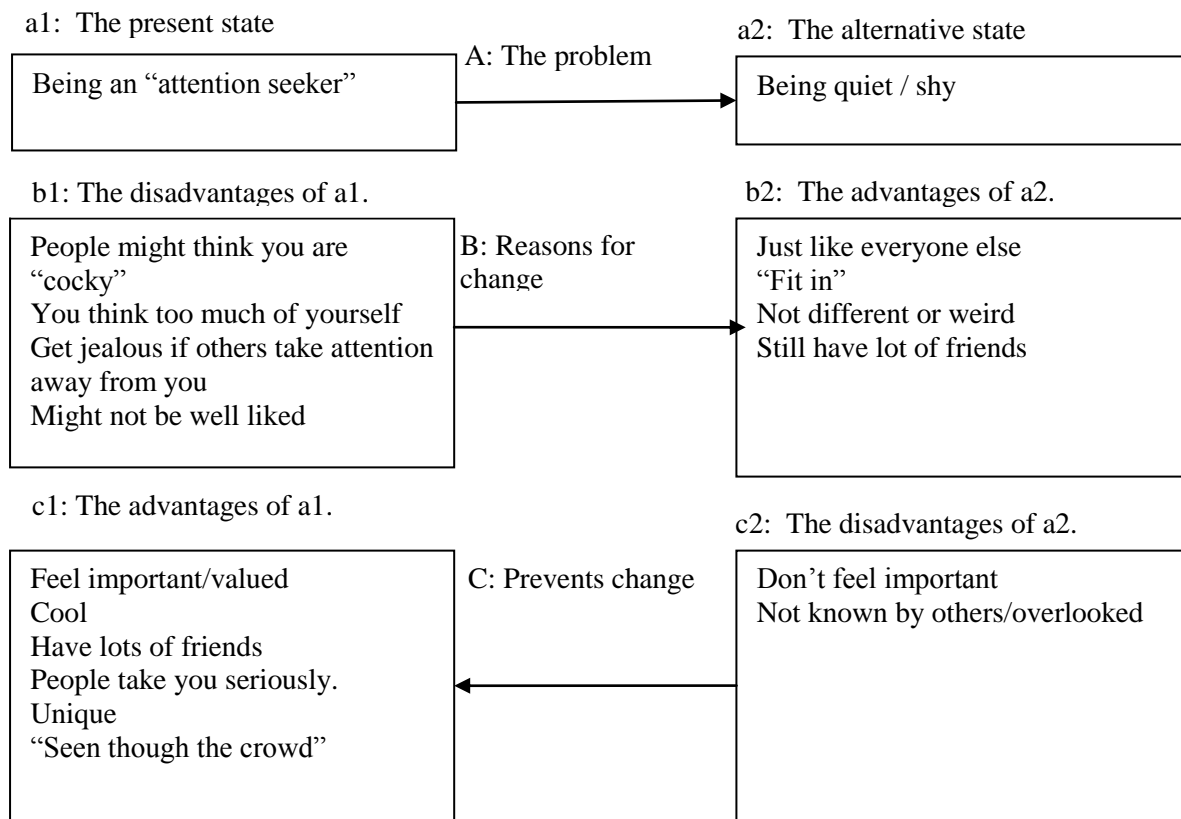 a1: The present state
A: The problem
a2: The alternative state
Being an “attention seeker”
Being quiet / shy
b1: The disadvantages of a1.
b2: The advantages of a2.
People might think you are
“cocky”
You think too much of yourself
Get jealous if others take attention
away from you
Might not be well liked
B: Reasons for
change
Just like everyone else
“Fit in”
Not different or weird
Still have lot of friends
c1: The advantages of a1.
c2: The disadvantages of a2.
Feel important/valued
Cool
Have lots of friends
People take you seriously.
Unique
“Seen though the crowd”
C: Prevents change
Don’t feel important
Not known by others/overlooked